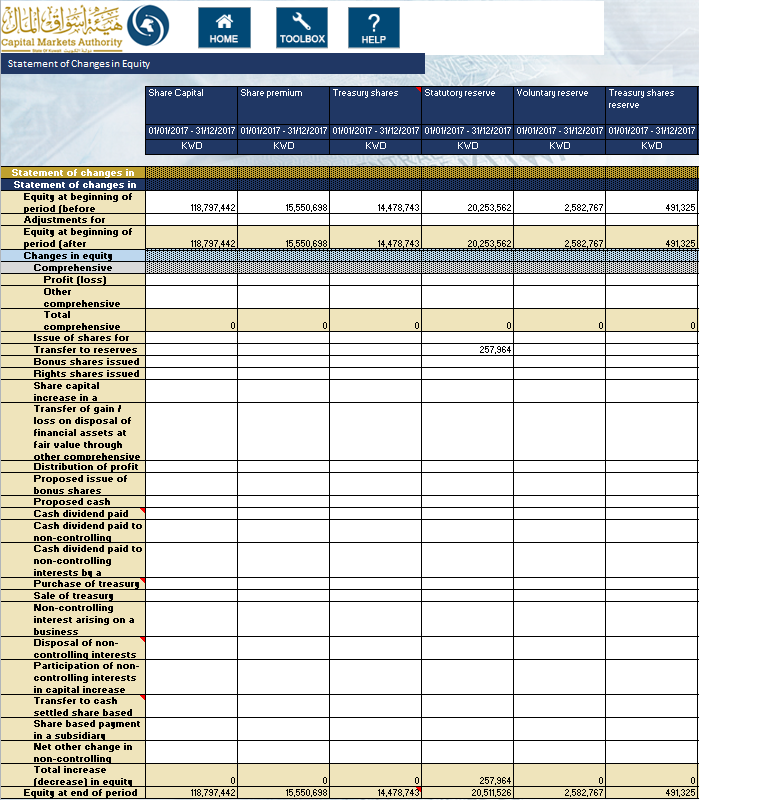 هيئة أسواق المال
Capital Markets Authority
HOME TOOLBOX HELP
Statement of Changes in Equity
Share Capital Share premium Treasury shares Statutory reserve Voluntary reserve Treasury shares
reserve
01/01/2017 - 31/12/2017 01/01/2017 - 31/12/2017 01/01/2017 - 31/12/2017 01/01/2017 - 31/12/2017 01/01/2017 - 31/12/2017 01/01/2017 - 31/12/2017
KWD KWD KWD KWD KWD KWD
Statement of changes in
Statement of changes in
Equity at beginning of
period (before 118,797,442 15,550,698 14,478,743 20,253,562 2,582,767 491,325
Adjustments for
Equity at beginning of
period (after 118,797,442 15,550,698 14,478,743 20,253,562 2,582,767 491,325
Changes in equity
Comprehensive
Profit (loss)
Other
comprehensive
Total
comprehensive 0 0 0 0 0 0
Issue of shares for
Transfer to reserves 257,964
Bonus shares issued
Rights shares issued
Share capital
increase in a
Transfer of gain /
loss on disposal of
financial assets at
fair value through
other comprehensive
Distribution of profit
Proposed issue of
bonus shares
Proposed cash
Cash dividend paid
Cash dividend paid to
non-controlling
Cash dividend paid to
non-controlling
interests by a
Purchase of treasury
Sale of treasury
Non-controlling
interest arising on a
business
Disposal of non-
controlling interests
Participation of non-
controlling interests
in capital increase
Transfer to cash
settled share based
Share based payment
in a subsidiary
Net other change in
non-controlling
Total increase
(decrease) in equity 0 0 0 257,964 0 0
Equity at end of period 118,797,442 15,550,698 14,478,743 20,511,526 2,582,767 491,325